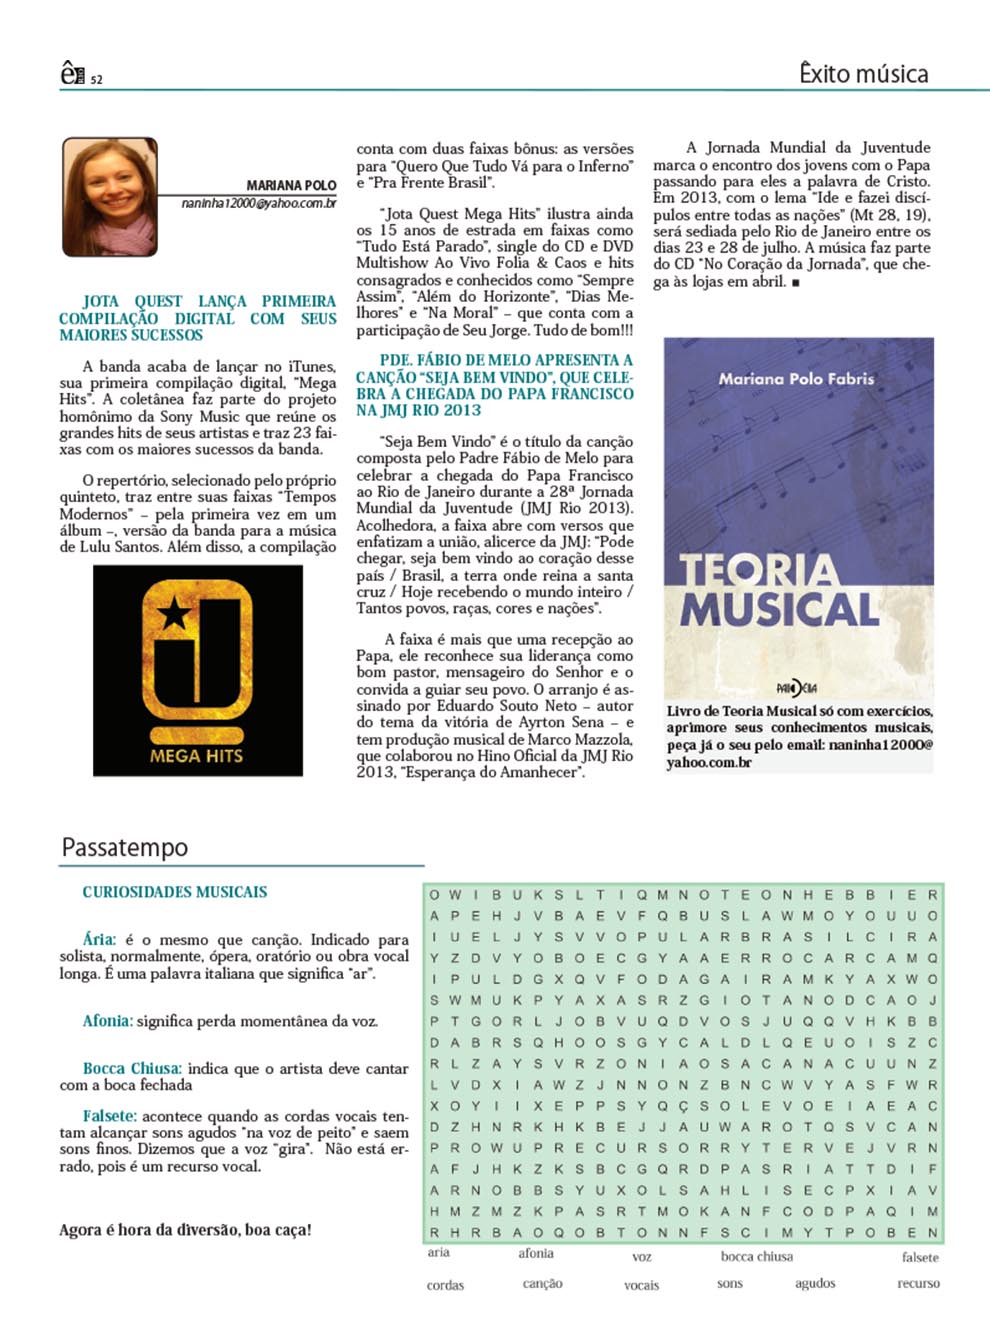 ê 52
Êxito música
MARIANA POLO
naninha12000@yahoo.com.br
JOTA QUEST LANÇA PRIMEIRA
COMPILAÇÃO DIGITAL COM SEUS
MAIORES SUCESSOS
A banda acaba de lançar no iTunes,
sua primeira compilação digital, "Mega
Hits". A coletânea faz parte do projeto
homônimo da Sony Music que reúne os
grandes hits de seus artistas e traz 23 fai-
xas com os maiores sucessos da banda.
O repertório, selecionado pelo próprio
quinteto, traz entre suas faixas "Tempos
Modernos" – pela primeira vez em um
álbum –, versão da banda para a música
de Lulu Santos. Além disso, a compilação
MEGA HITS
conta com duas faixas bônus: as versões
para "Quero Que Tudo Vá para o Inferno"
e "Pra Frente Brasil".
"Jota Quest Mega Hits" ilustra ainda
os 15 anos de estrada em faixas como
"Tudo Está Parado", single do CD e DVD
Multishow Ao Vivo Folia & Caos e hits
consagrados e conhecidos como "Sempre
Assim", "Além do Horizonte", "Dias Me-
lhores" e "Na Moral" – que conta com a
participação de Seu Jorge. Tudo de bom!!!
PDE. FÁBIO DE MELO APRESENTA A
CANÇÃO "SEJA BEM VINDO", QUE CELE-
BRA A CHEGADA DO PAPA FRANCISCO
NA JMJ RIO 2013
"Seja Bem Vindo" é o título da canção
composta pelo Padre Fábio de Melo para
celebrar a chegada do Papa Francisco
ao Rio de Janeiro durante a 28ª Jornada
Mundial da Juventude (JMJ Rio 2013).
Acolhedora, a faixa abre com versos que
enfatizam a união, alicerce da JMJ: "Pode
chegar, seja bem vindo ao coração desse
país / Brasil, a terra onde reina a santa
cruz / Hoje recebendo o mundo inteiro /
Tantos povos, raças, cores e nações".
A faixa é mais que uma recepção ao
Papa, ele reconhece sua liderança como
bom pastor, mensageiro do Senhor e o
convida a guiar seu povo. O arranjo é as-
sinado por Eduardo Souto Neto – autor
do tema da vitória de Ayrton Sena – e
tem produção musical de Marco Mazzola,
que colaborou no Hino Oficial da JMJ Rio
2013, "Esperança do Amanhecer".
A Jornada Mundial da Juventude
marca o encontro dos jovens com o Papa
passando para eles a palavra de Cristo.
Em 2013, com o lema "Ide e fazei discí-
pulos entre todas as nações" (Mt 28, 19),
será sediada pelo Rio de Janeiro entre os
dias 23 e 28 de julho. A música faz parte
do CD "No Coração da Jornada", que che-
ga às lojas em abril. ■
Mariana Polo Fabris
TEORIA
MUSICAL
Livro de Teoria Musical só com exercícios,
aprimore seus conhecimentos musicais,
peça já o seu pelo email: naninha12000@
yahoo.com.br
Passatempo
CURIOSIDADES MUSICAIS
Ária: é o mesmo que canção. Indicado para
solista, normalmente, ópera, oratório ou obra vocal
longa. É uma palavra italiana que significa "ar".
Afonia: significa perda momentânea da voz.
Bocca Chiusa: indica que o artista deve cantar
com a boca fechada
Falsete: acontece quando as cordas vocais ten-
tam alcançar sons agudos "na voz de peito" e saem
sons finos. Dizemos que a voz "gira". Não está er-
rado, pois é um recurso vocal.
Agora é hora da diversão, boa caça!
O W I B U K S L T I Q M N O T E O N H E B B I E R
A P E H J V B A E V F Q B U S L A W M O Y O U U O
I U E L J Y S V V O P U L A R B R A S I L C I R A
Y Z D V Y O B O E C G Y A A E R R O C A R C A M Q
I P U L D G X Q V F O D A G A I R A M K Y A X W O
S W M U K P Y A X A S R Z G I O T A N O D C A O J
P T G O R L J O B V U Q D V O S J U Q Q V H K B B
D A B R S Q H O O S G Y C A L D L Q E U O I S Z C
R L Z A Y S V R Z O N I A O S A C A N A C U U N Z
L V D X I A W Z J N N O N Z B N C W V Y A S F W R
X O Y I I X E P P S Y Q Ç S O L E V O E I A E A C
D Z H N R K H K B E J J A U W A R O T Q S V C A N
P R O W U P R E C U R S O R R Y T E R V E J V R N
A F J H K Z K S B C G Q R D P A S R I A T T D I F
A R N O B B S Y U X O L S A H L I S E C P X I A V
H M Z M Z K P A S R T M O K A N F C O D P A Q I M
R H R B A O Q O B T O N N F S C I M Y T P O B E N
aria afonia voz bocca chiusa falsete
cordas canção vocais sons agudos recurso